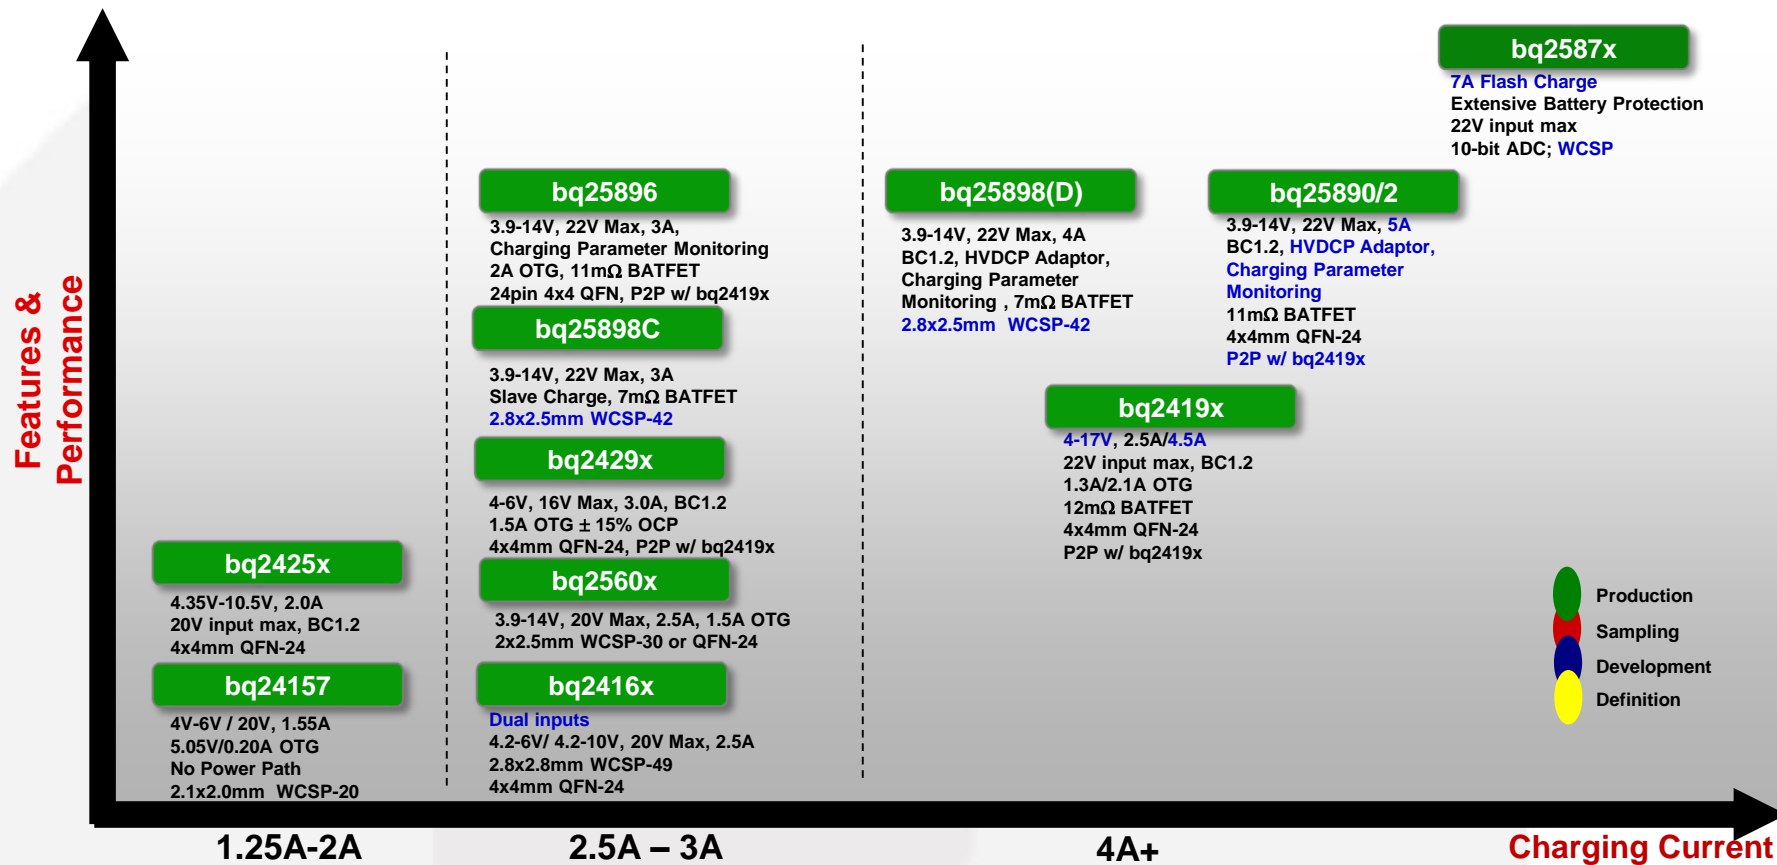 Features &
Performance
bq2587x
7A Flash Charge
Extensive Battery Protection
22V input max
10-bit ADC; WCSP
bq25896
3.9-14V, 22V Max, 3A,
Charging Parameter Monitoring
2A OTG, 11mΩ BATFET
24pin 4x4 QFN, P2P w/ bq2419x
bq25898C
3.9-14V, 22V Max, 3A
Slave Charge, 7mΩ BATFET
2.8x2.5mm WCSP-42
bq2429x
4-6V, 16V Max, 3.0A, BC1.2
1.5A OTG ± 15% OCP
4x4mm QFN-24, P2P w/ bq2419x
bq2560x
3.9-14V, 20V Max, 2.5A, 1.5A OTG
2x2.5mm WCSP-30 or QFN-24
bq2416x
Dual inputs
4.2-6V/ 4.2-10V, 20V Max, 2.5A
2.8x2.8mm WCSP-49
4x4mm QFN-24
bq2425x
4.35V-10.5V, 2.0A
20V input max, BC1.2
4x4mm QFN-24
bq24157
4V-6V / 20V, 1.55A
5.05V/0.20A OTG
No Power Path
2.1x2.0mm WCSP-20
bq25898(D)
3.9-14V, 22V Max, 4A
BC1.2, HVDCP Adaptor,
Charging Parameter
Monitoring , 7mΩ BATFET
2.8x2.5mm WCSP-42
bq25890/2
3.9-14V, 22V Max, 5A
BC1.2, HVDCP Adaptor,
Charging Parameter
Monitoring
11mΩ BATFET
4x4mm QFN-24
P2P w/ bq2419x
bq2419x
4-17V, 2.5A/4.5A
22V input max, BC1.2
1.3A/2.1A OTG
12mΩ BATFET
4x4mm QFN-24
P2P w/ bq2419x
Production
Sampling
Development
Definition
1.25A-2A
2.5A – 3A
4A+
Charging Current